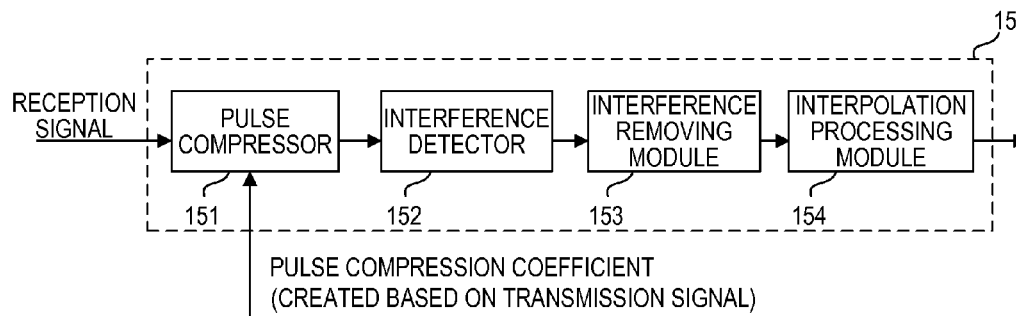 15
RECEPTION
SIGNAL
PULSE
COMPRESSOR
INTERFERENCE
DETECTOR
INTERFERENCE
REMOVING
MODULE
INTERPOLATION
PROCESSING
MODULE
151
152
153
154
PULSE COMPRESSION COEFFICIENT
(CREATED BASED ON TRANSMISSION SIGNAL)